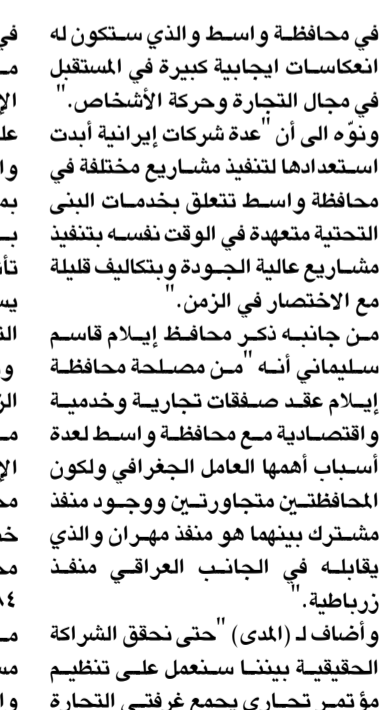 في محافظة واسط والذي ستكون له
انعكاسات ايجابية كبيرة في المستقبل
في مجال التجارة وحركة الأشخاص."
ونوّه الى أن "عدة شركات إيرانية أبدت
استعدادها لتنفيذ مشاريع مختلفة في
محافظة واسط تتعلق بخدمات البنى
التحتية متعهدة في الوقت نفسه بتنفيذ
مشاريع عالية الجودة وبتكاليف قليلة
مع الاختصار في الزمن."
من جانبه ذكر محافظ إيلام قاسم
سليماني أنه "من مصلحة محافظة
إيلام عقد صفقات تجارية وخدمية
واقتصادية مع محافظة واسط لعدة
أسباب أهمها العامل الجغرافي ولكون
المحافظتين متجاورتين ووجود منفذ
مشترك بينهما هو منفذ مهران والذي
يقابله في الجانب العراقي منفذ
زرباطية."
وأضاف لـ (المدى) "حتى نحقق الشراكة
الحقيقية بيننا سنعمل على تنظيم
مؤتمر تجاري يجمع غرفتي التجارة